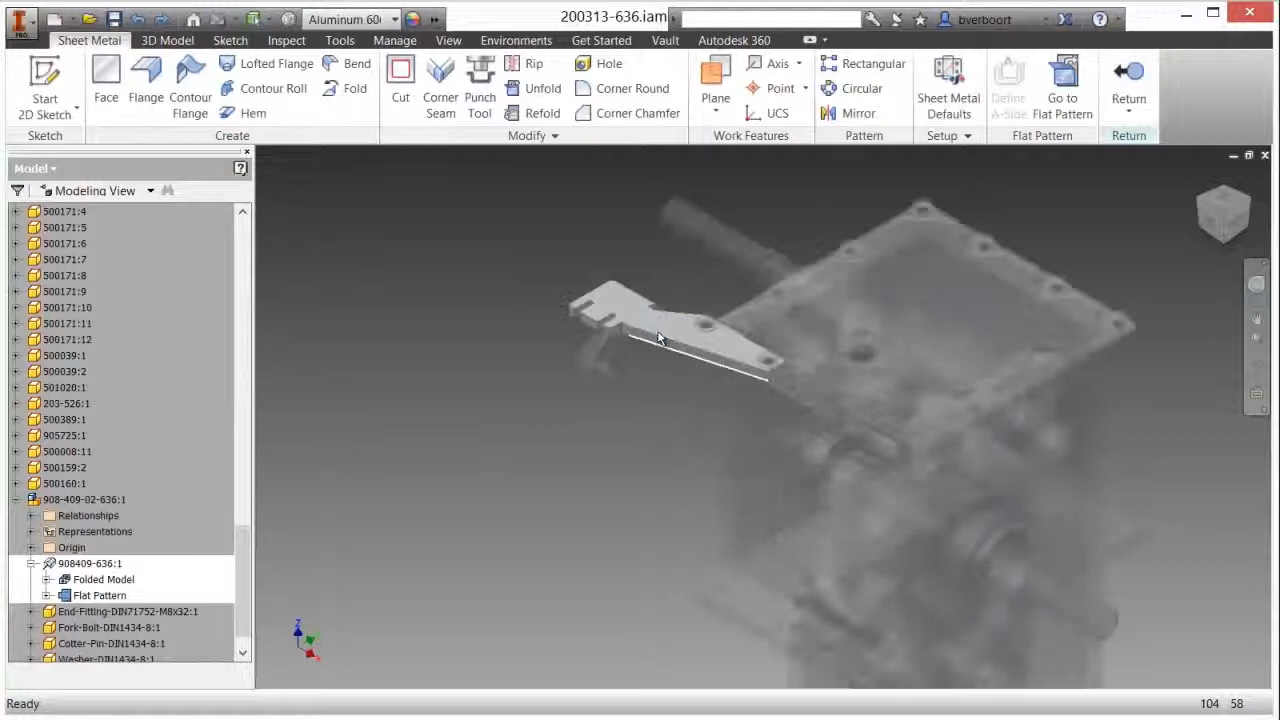 PRO
Aluminum 60(
200313-636.iam
bverboort
Sheet Metal
3D Model
Sketch
Inspect
Tools
Manage
View
Environments
Get Started
Vault
Autodesk 360
Start
2D Sketch
Sketch
Face
Flange
Contour
Flange
Lofted Flange
Contour Roll
Hem
Bend
Fold
Create
Cut
Corner
Seam
Punch
Tool
Rip
Unfold
Refold
Hole
Corner Round
Corner Chamfer
Modify
Plane
Axis
Point
UCS
Work Features
Rectangular
Circular
Mirror
Pattern
Sheet Metal
Defaults
Setup
Define
A-Side
Go to
Flat Pattern
Flat Pattern
Return
Return
Model
Modeling View
500171:4
500171:5
500171:6
500171:7
500171:8
500171:9
500171:10
500171:11
500171:12
500039:1
500039:2
501020:1
203-526:1
500389:1
905725:1
500008:11
500159:2
500160:1
908-409-02-636:1
Relationships
Representations
Origin
908409-636:1
Folded Model
Flat Pattern
End-Fitting-DIN71752-M8x32:1
Fork-Bolt-DIN1434-8:1
Cotter-Pin-DIN1434-8:1
Washer-DIN1434-8:1
Z
X
Ready
104 58